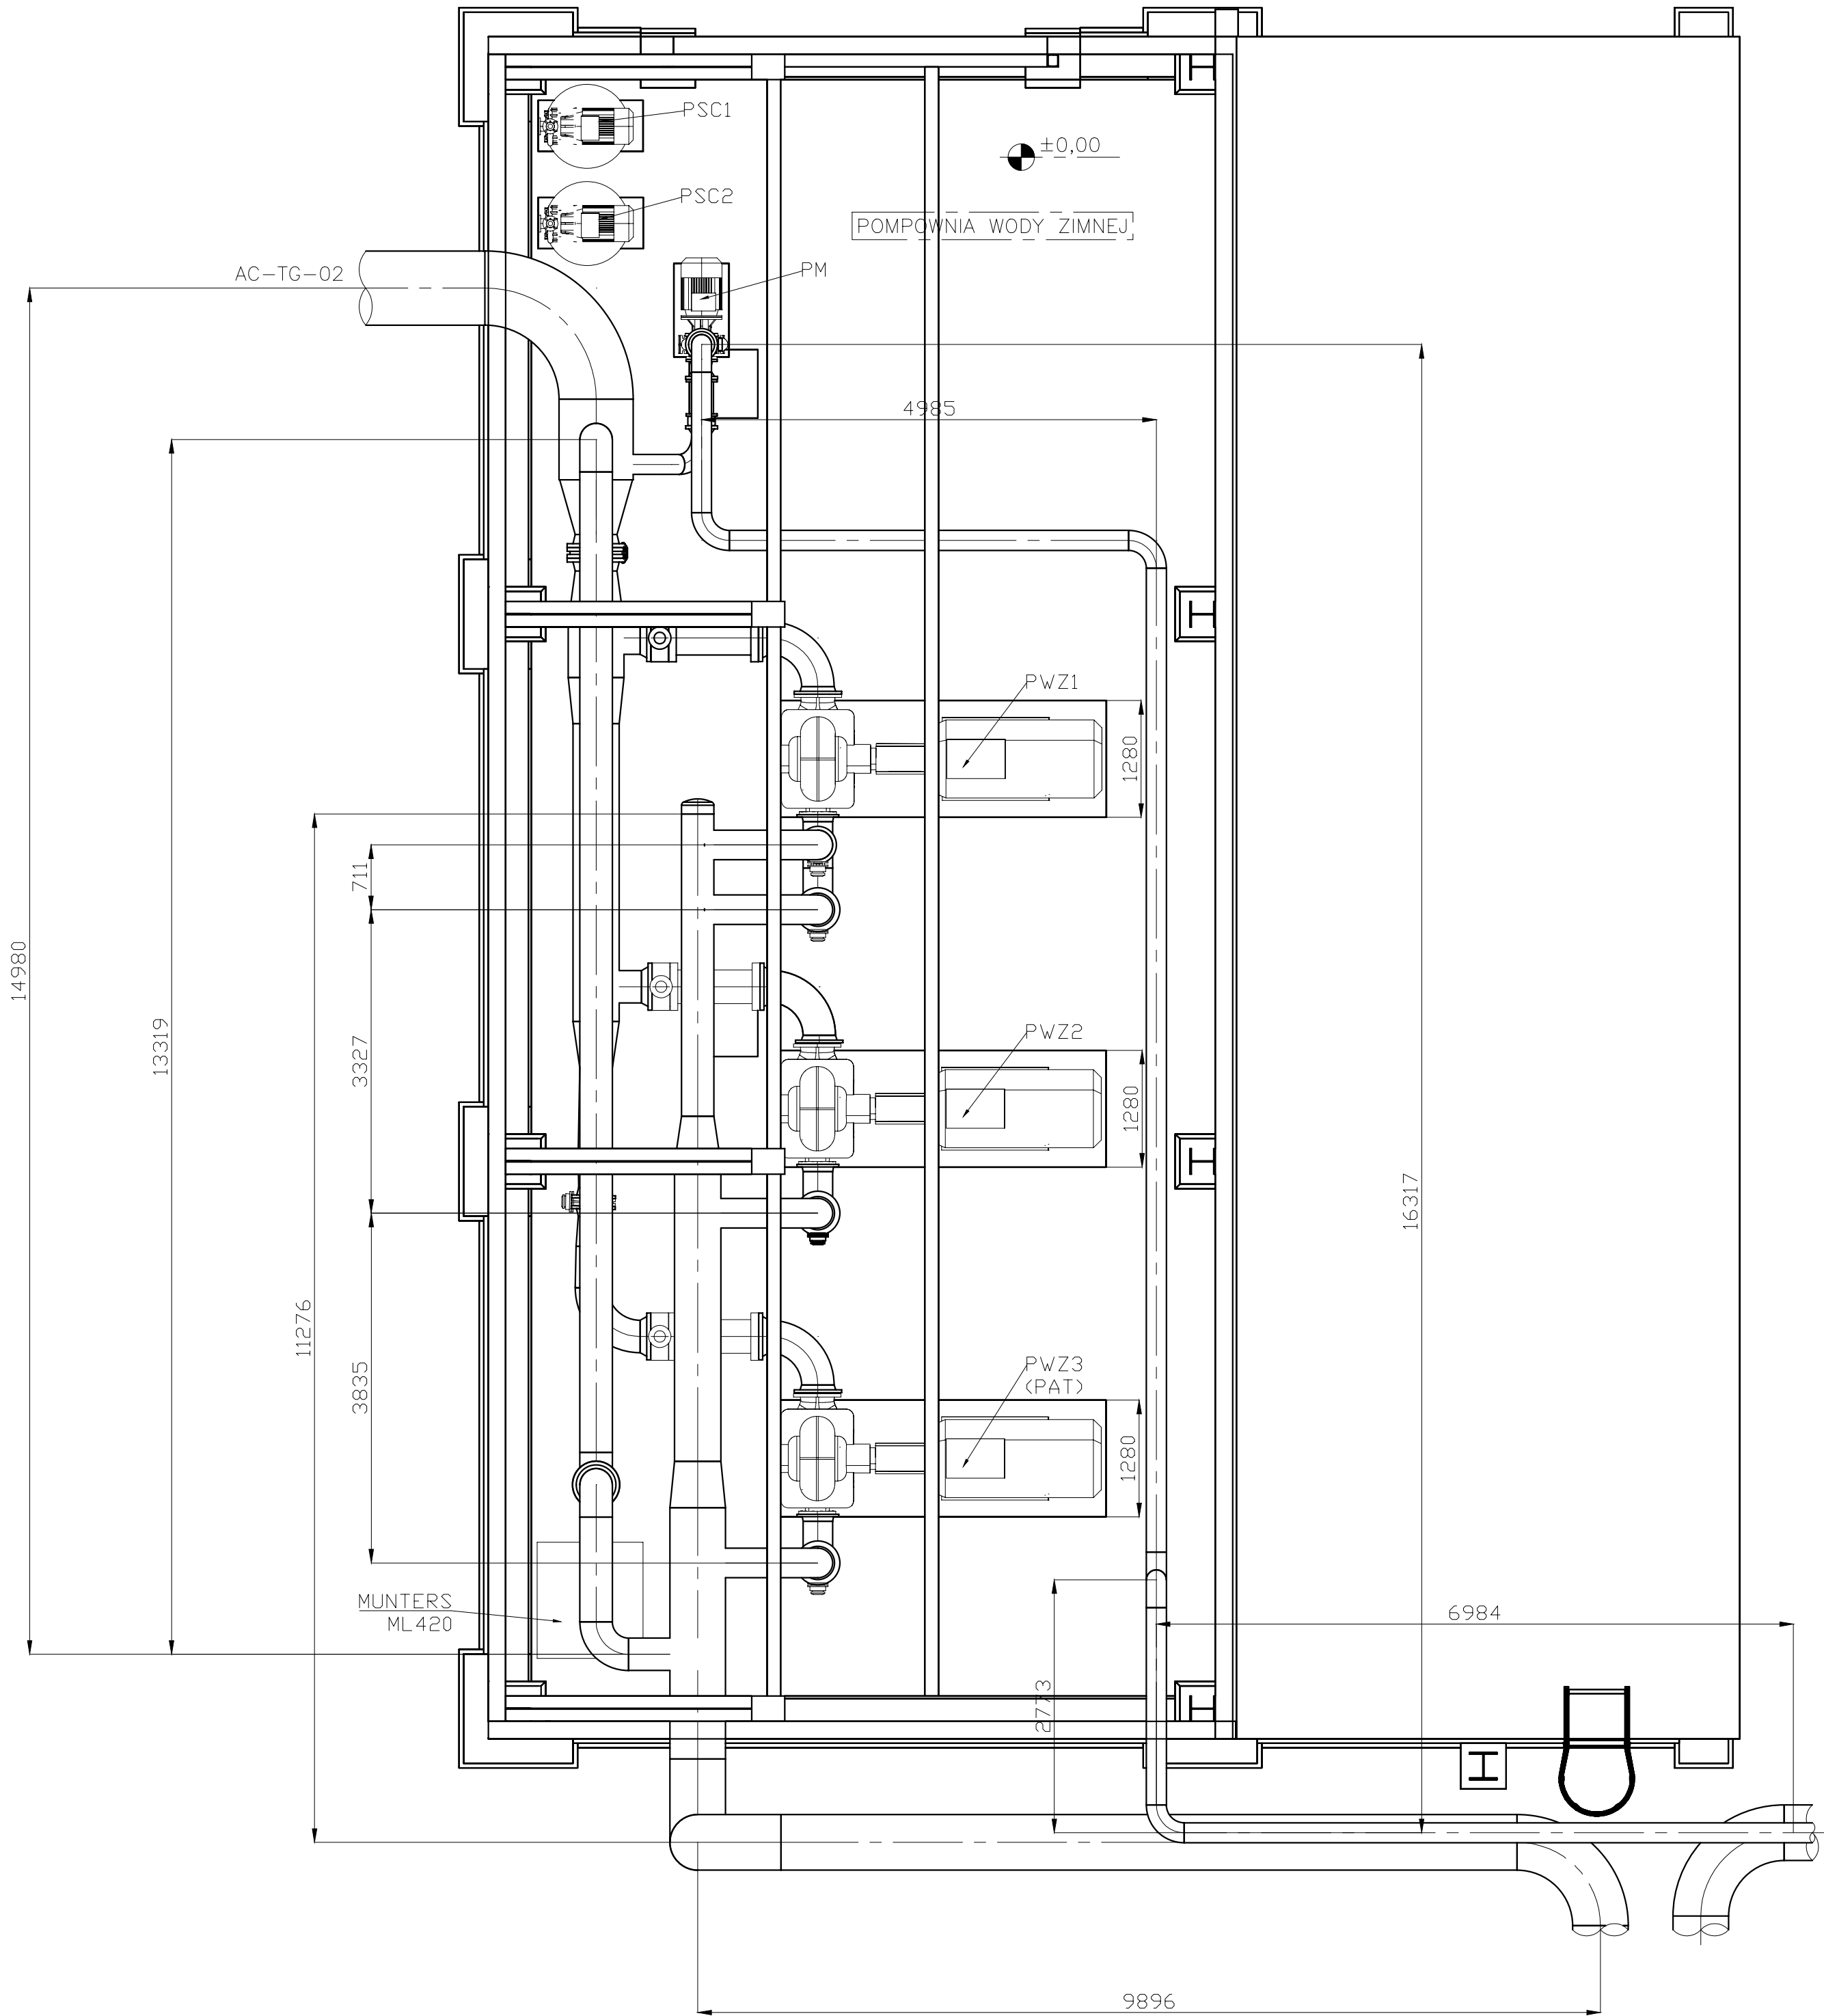 PSC1
±0,00
PSC2
POMPOWNIA WODY ZIMNEJ
AC-TG-02
PM
4985
PWZ1
1280
711
14980
13319
3327
PWZ2
1280
16317
11276
3835
PWZ3
(PAT)
1280
MUNTERS
ML420
6984
2773
9896